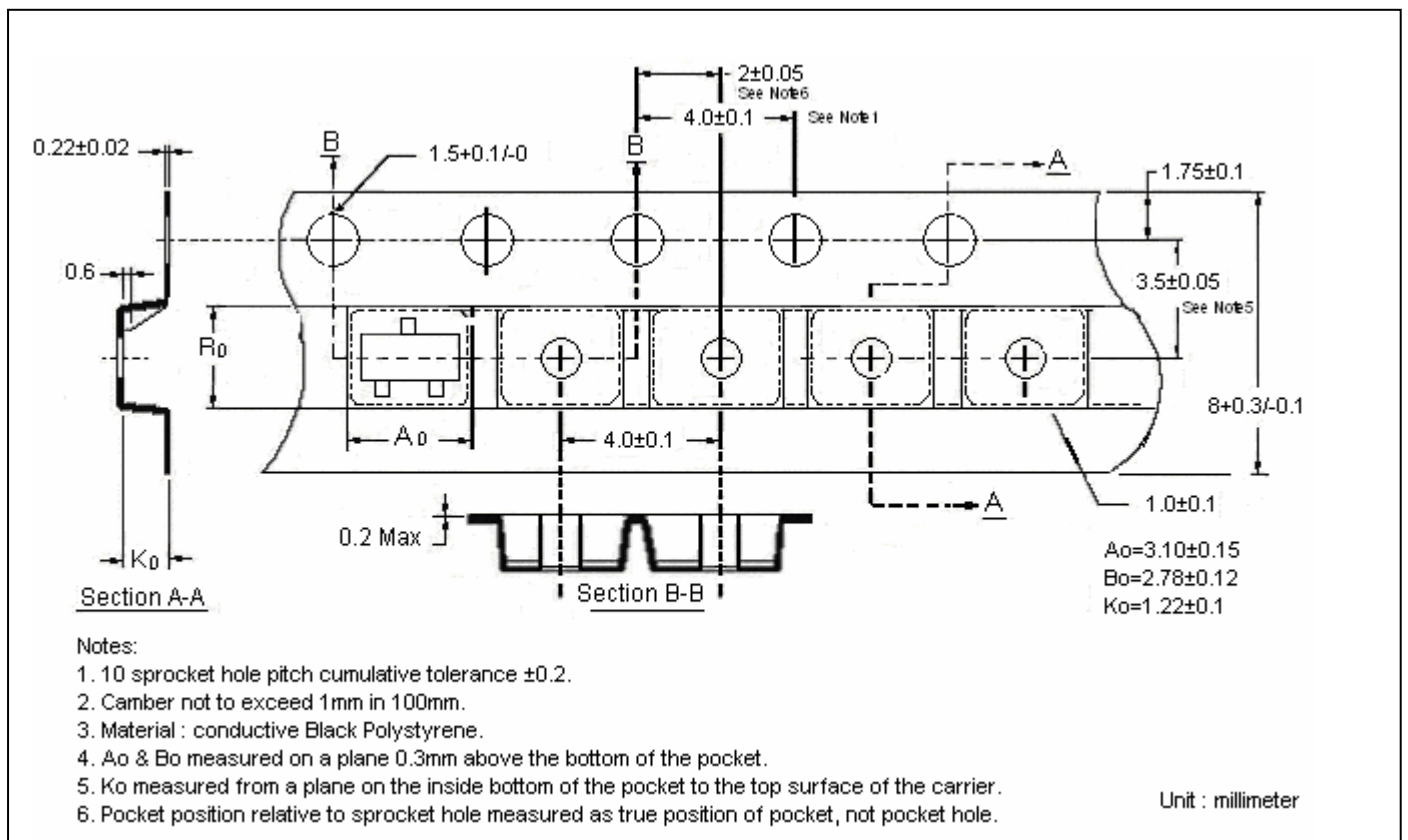 2±0.05
See Note6
4.0±0.1 See Note1
0.22±0.02
B
1.5+0.1/-0
B
A
1.75±0.1
0.6
3.5±0.05
See Note5
R0
8+0.3/-0.1
A0
4.0±0.1
0.2 Max
A
1.0±0.1
K0
Section A-A
Section B-B
Ao=3.10±0.15
Bo=2.78±0.12
Ko=1.22±0.1
Notes:
1. 10 sprocket hole pitch cumulative tolerance ±0.2.
2. Camber not to exceed 1mm in 100mm.
3. Material : conductive Black Polystyrene.
4. Ao & Bo measured on a plane 0.3mm above the bottom of the pocket.
5. Ko measured from a plane on the inside bottom of the pocket to the top surface of the carrier.
6. Pocket position relative to sprocket hole measured as true position of pocket, not pocket hole.
Unit : millimeter